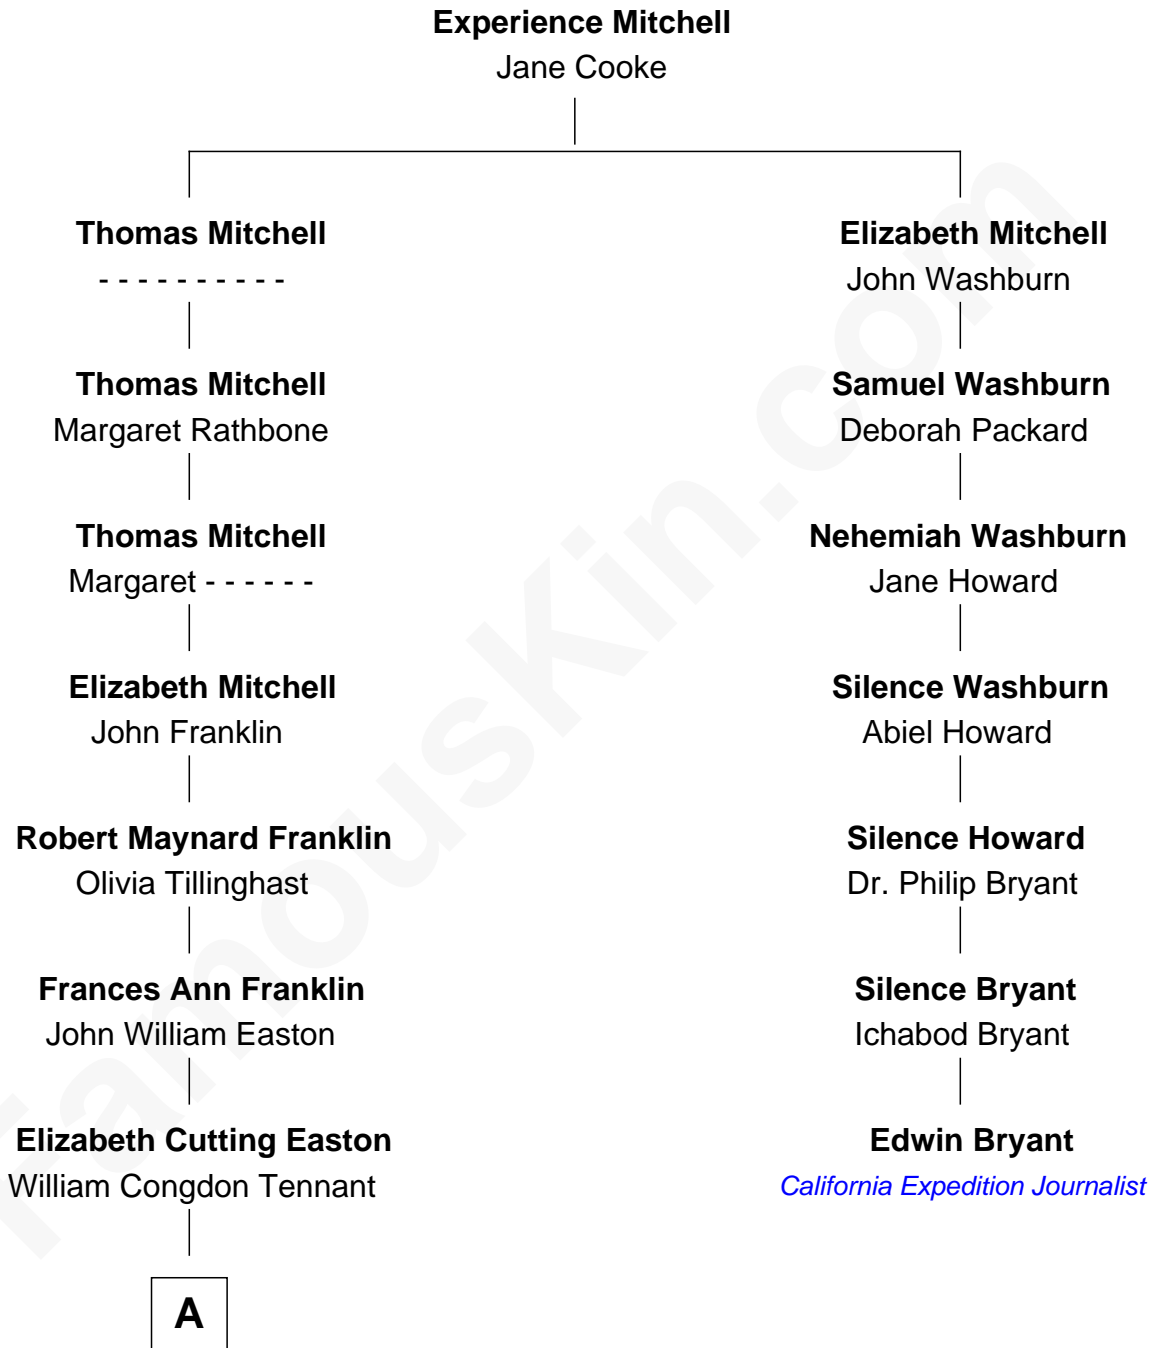 Experience Mitchell
Jane Cooke
Thomas Mitchell
- - - - - - - - - -
Elizabeth Mitchell
John Washburn
Thomas Mitchell
Margaret Rathbone
Samuel Washburn
Deborah Packard
Thomas Mitchell
Margaret - - - - - -
Nehemiah Washburn
Jane Howard
Elizabeth Mitchell
John Franklin
Silence Washburn
Abiel Howard
Robert Maynard Franklin
Olivia Tillinghast
Silence Howard
Dr. Philip Bryant
Frances Ann Franklin
John William Easton
Silence Bryant
Ichabod Bryant
Elizabeth Cutting Easton
William Congdon Tennant
Edwin Bryant
California Expedition Journalist
A
FamousKin.com